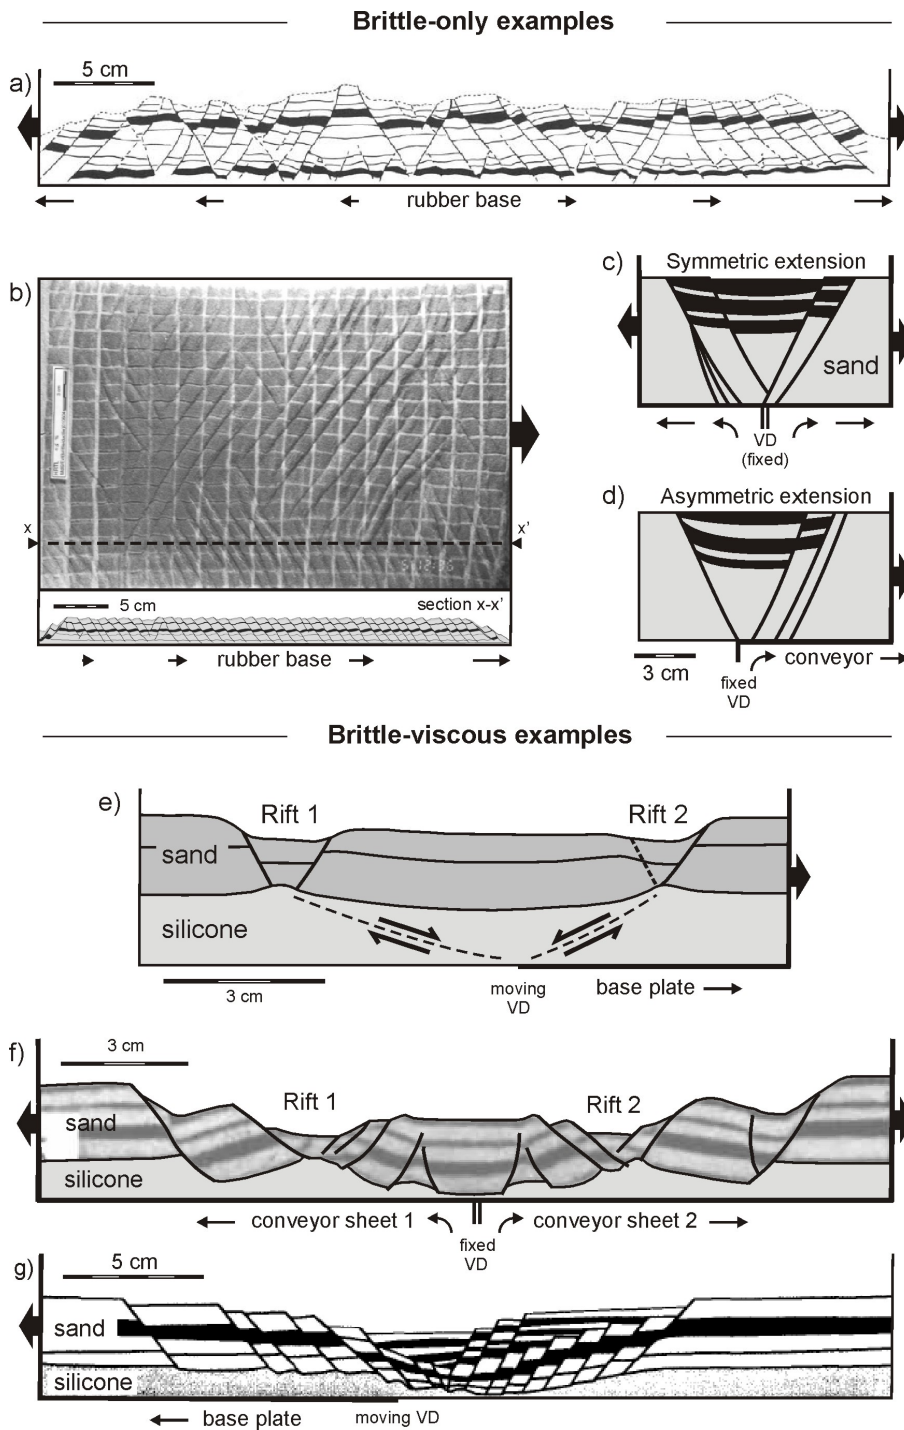 Brittle-only examples
a)
5 cm
rubber base
b)
x
x'
5 cm
section x-x'
rubber base
c)
Symmetric extension
sand
VD
(fixed)
d)
Asymmetric extension
3 cm
fixed
VD
conveyor
Brittle-viscous examples
e)
Rift 1
Rift 2
sand
silicone
3 cm
moving
VD
base plate
f)
3 cm
Rift 1
Rift 2
sand
silicone
conveyor sheet 1
fixed
VD
conveyor sheet 2
g)
5 cm
sand
silicone
base plate
moving VD